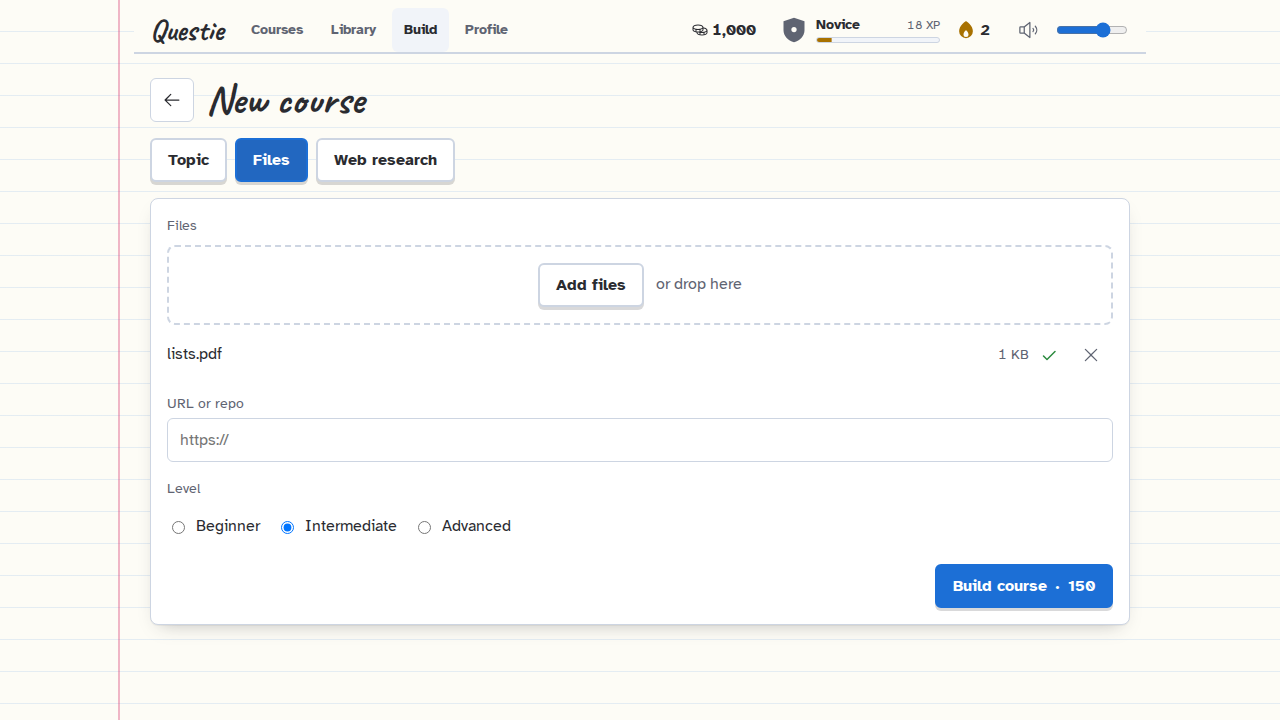 Questie
Courses
Library
Build
Profile
1,000
Novice
18 XP
2
New course
Topic
Files
Web research
Files
Add files
or drop here
lists.pdf
1 KB
URL or repo
https://
Level
Beginner
Intermediate
Advanced
Build course · 150